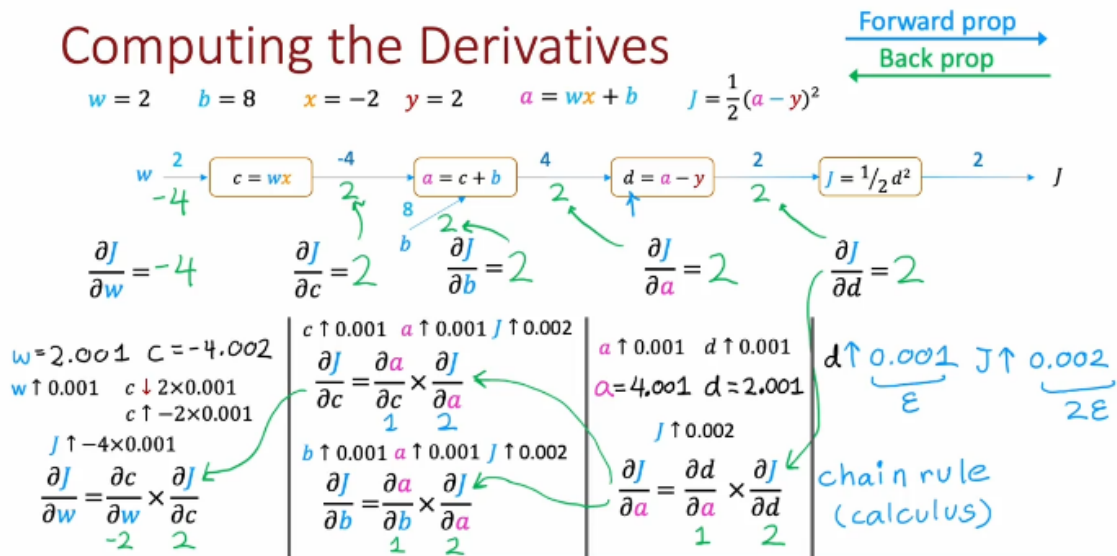 Computing the Derivatives
Forward prop
Back prop
w = 2 b = 8 x = −2 y = 2 a = wx + b J = 1/2 (a − y)²
2 -4 4 2 2
w c = wx a = c + b d = a − y J = 1/2 d² J
-4 2 2 2
8 2
b
∂J/∂w = -4 ∂J/∂c = 2 ∂J/∂b = 2 ∂J/∂a = 2 ∂J/∂d = 2
w = 2.001 c = -4.002
w ↑ 0.001 c ↓ 2×0.001
c ↑ −2×0.001
J ↑ −4×0.001
∂J/∂w = ∂c/∂w × ∂J/∂c
-2 2
c ↑ 0.001 a ↑ 0.001 J ↑ 0.002
∂J/∂c = ∂a/∂c × ∂J/∂a
1 2
b ↑ 0.001 a ↑ 0.001 J ↑ 0.002
∂J/∂b = ∂a/∂b × ∂J/∂a
1 2
a ↑ 0.001 d ↑ 0.001
a = 4.001 d = 2.001
J ↑ 0.002
∂J/∂a = ∂d/∂a × ∂J/∂d
1 2
d ↑ 0.001 J ↑ 0.002
ε 2ε
chain rule
(calculus)